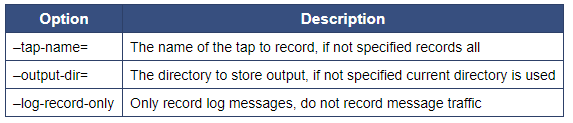 Option Description
–tap-name= The name of the tap to record, if not specified records all
–output-dir= The directory to store output, if not specified current directory is used
–log-record-only Only record log messages, do not record message traffic